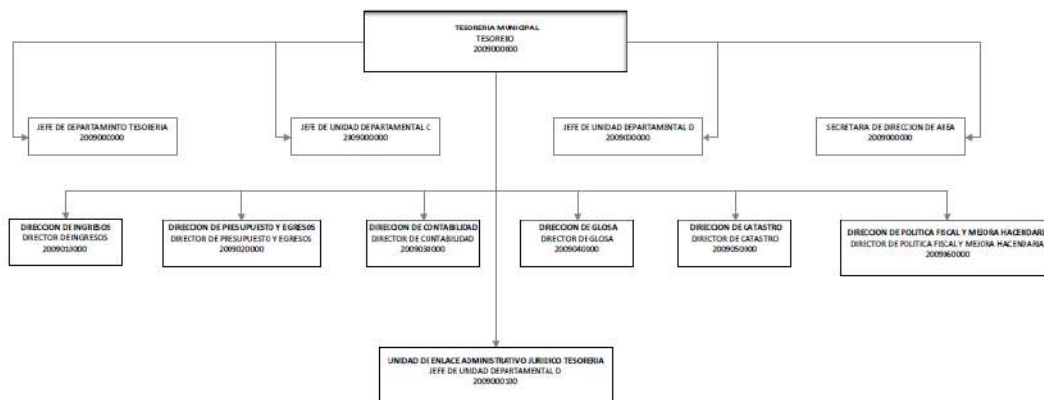 TESORERIA MUNICIPAL
TESORERO
2009000000
JEFE DE DEPARTAMENTO TESORERIA
2009000000
JEFE DE UNIDAD DEPARTAMENTAL C
2009000000
JEFE DE UNIDAD DEPARTAMENTAL D
2009000000
SECRETARIA DE DIRECCION DE AREA
2009000000
DIRECCION DE INGRESOS
DIRECTOR DE INGRESOS
2009010000
DIRECCION DE PRESUPUESTO Y EGRESOS
DIRECTOR DE PRESUPUESTO Y EGRESOS
2009020000
DIRECCION DE CONTABILIDAD
DIRECTOR DE CONTABILIDAD
2009030000
DIRECCION DE GLOSA
DIRECTOR DE GLOSA
2009040000
DIRECCION DE CATASTRO
DIRECTOR DE CATASTRO
2009050000
DIRECCION DE POLITICA FISCAL Y MEJORA HACENDARIA
DIRECTOR DE POLITICA FISCAL Y MEJORA HACENDARIA
2009060000
UNIDAD DE ENLACE ADMINISTRATIVO JURIDICO TESORERIA
JEFE DE UNIDAD DEPARTAMENTAL D
2009000100